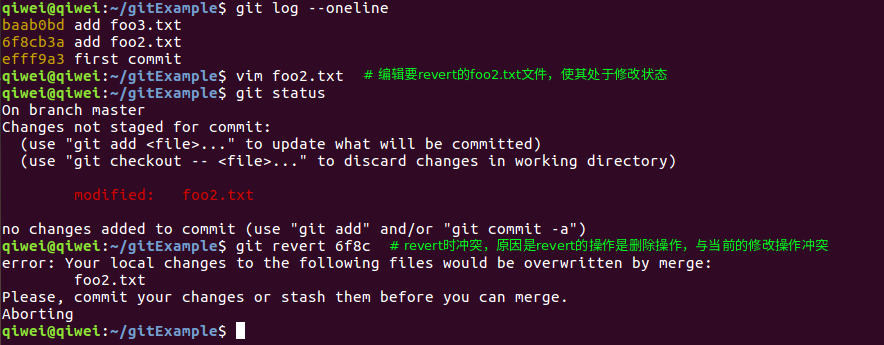 qiwei@qiwei:~/gitExample$ git log --oneline
baab0bd add foo3.txt
6f8cb3a add foo2.txt
efff9a3 first commit
qiwei@qiwei:~/gitExample$ vim foo2.txt # 编辑要revert的foo2.txt文件，使其处于修改状态
qiwei@qiwei:~/gitExample$ git status
On branch master
Changes not staged for commit:
  (use "git add <file>..." to update what will be committed)
  (use "git checkout -- <file>..." to discard changes in working directory)
        modified:   foo2.txt
no changes added to commit (use "git add" and/or "git commit -a")
qiwei@qiwei:~/gitExample$ git revert 6f8c # revert时冲突，原因是revert的操作是删除操作，与当前的修改操作冲突
error: Your local changes to the following files would be overwritten by merge:
        foo2.txt
Please, commit your changes or stash them before you can merge.
Aborting
qiwei@qiwei:~/gitExample$